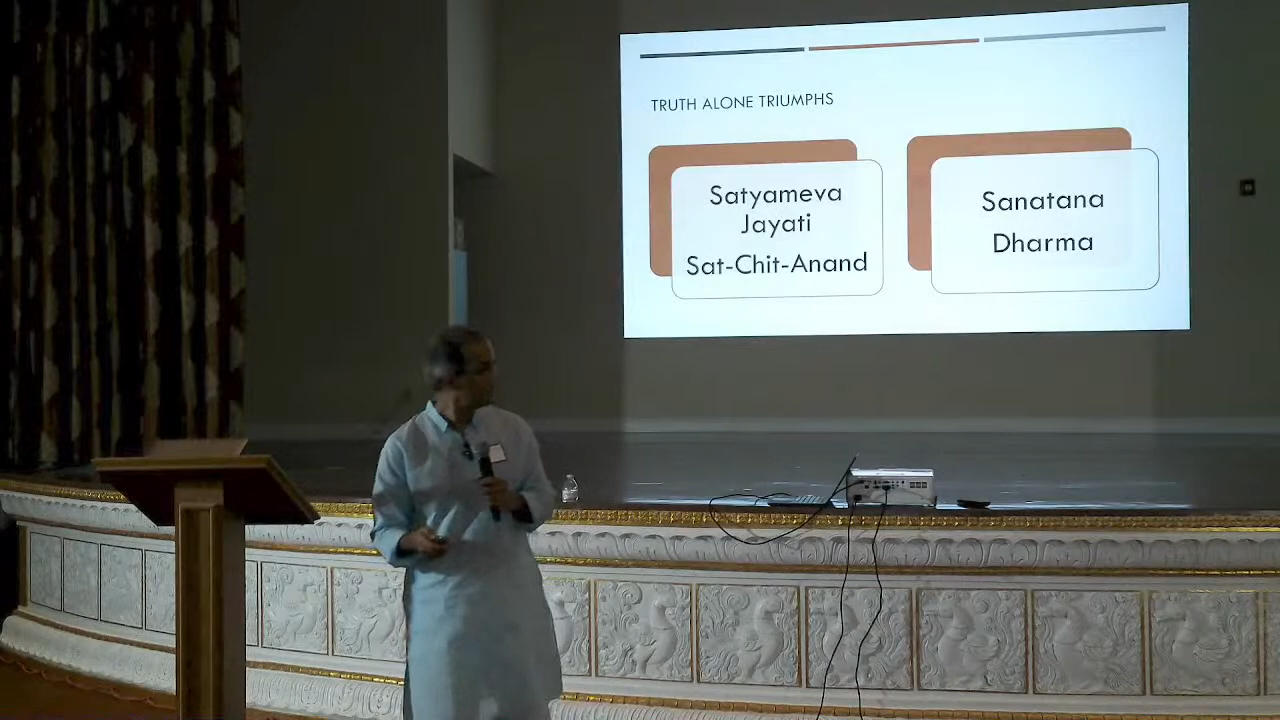 TRUTH ALONE TRIUMPHS
Satyameva
Jayati
Sat-Chit-Anand
Sanatana
Dharma